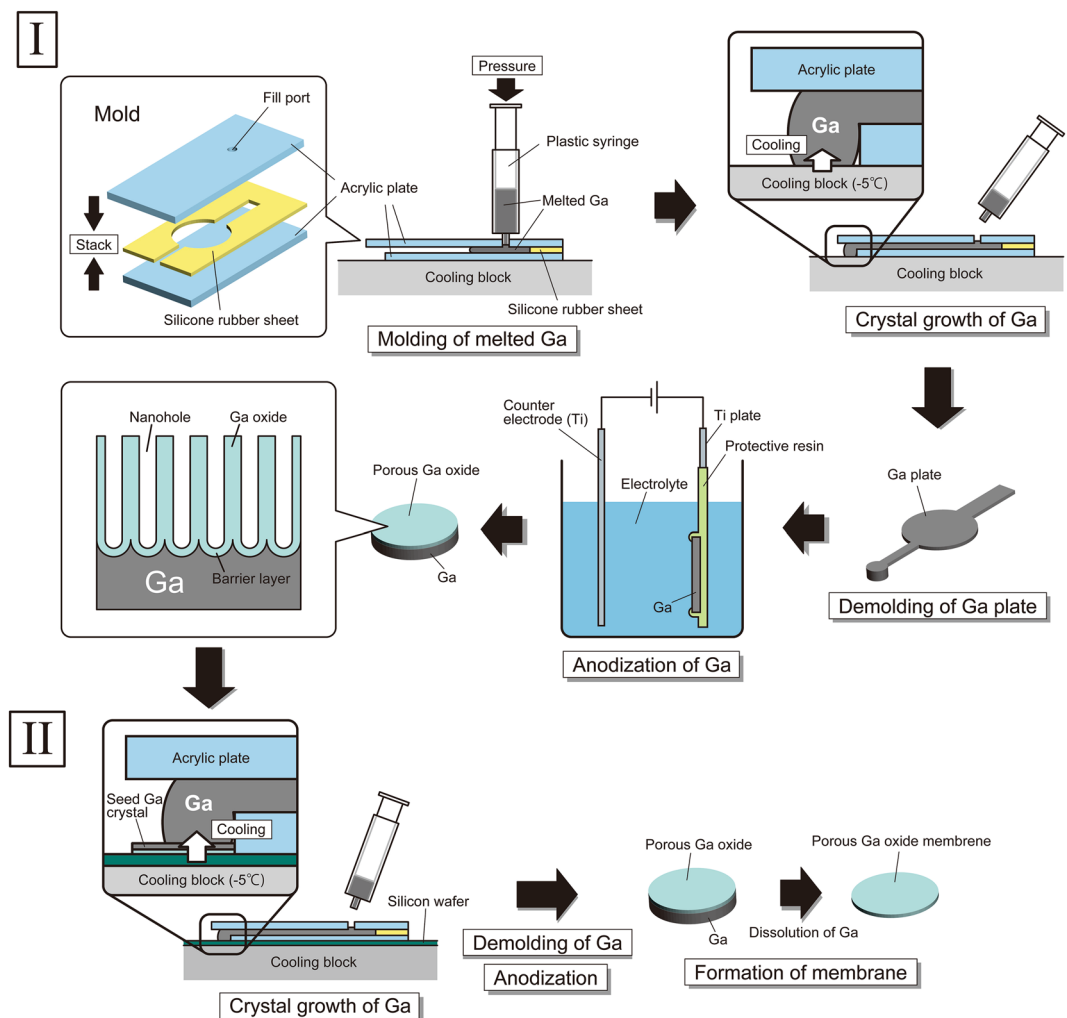 I
Mold
Fill port
Acrylic plate
Stack
Silicone rubber sheet
Pressure
Plastic syringe
Melted Ga
Cooling block
Silicone rubber sheet
Molding of melted Ga
Acrylic plate
Ga
Cooling
Cooling block (-5℃)
Cooling block
Crystal growth of Ga
Ga plate
Demolding of Ga plate
Counter
electrode (Ti)
Ti plate
Protective resin
Electrolyte
Ga
Anodization of Ga
Porous Ga oxide
Ga
Nanohole
Ga oxide
Ga
Barrier layer
II
Acrylic plate
Seed Ga
crystal
Ga
Cooling
Cooling block (-5℃)
Silicon wafer
Cooling block
Crystal growth of Ga
Demolding of Ga
Anodization
Porous Ga oxide
Ga
Dissolution of Ga
Porous Ga oxide membrane
Formation of membrane